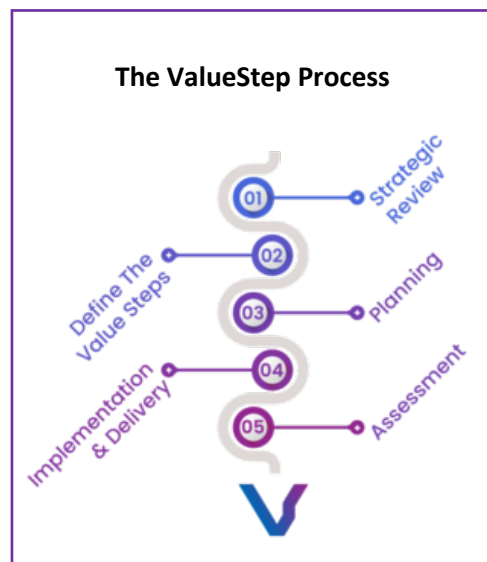 The ValueStep Process
01
Strategic
Review
02
Define The
Value Steps
03
Planning
04
Implementation
& Delivery
05
Assessment